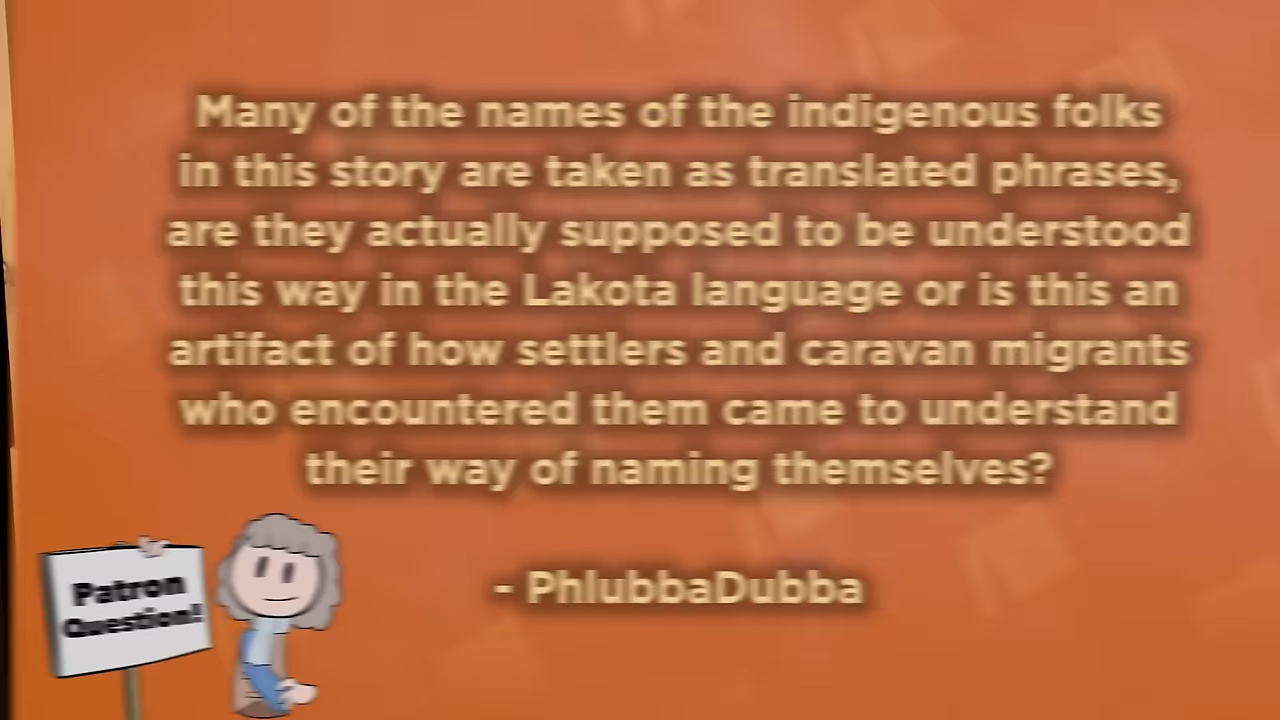 Many of the names of the indigenous folks
in this story are taken as translated phrases,
are they actually supposed to be understood
this way in the Lakota language or is this an
artifact of how settlers and caravan migrants
who encountered them came to understand
their way of naming themselves?
- PhlubbaDubba
Patron
Question!